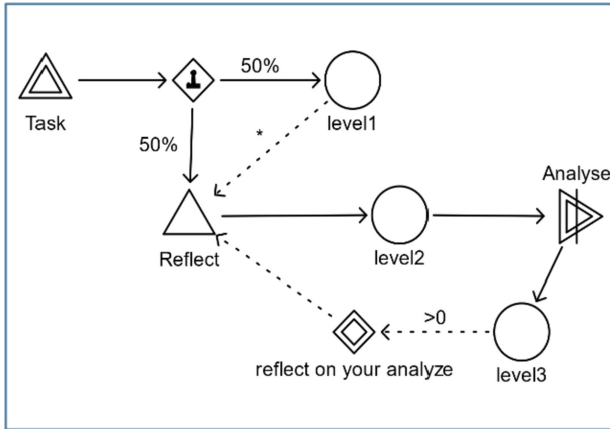 50%
Task
level1
*
50%
Analyse
Reflect
level2
>0
reflect on your analyze
level3